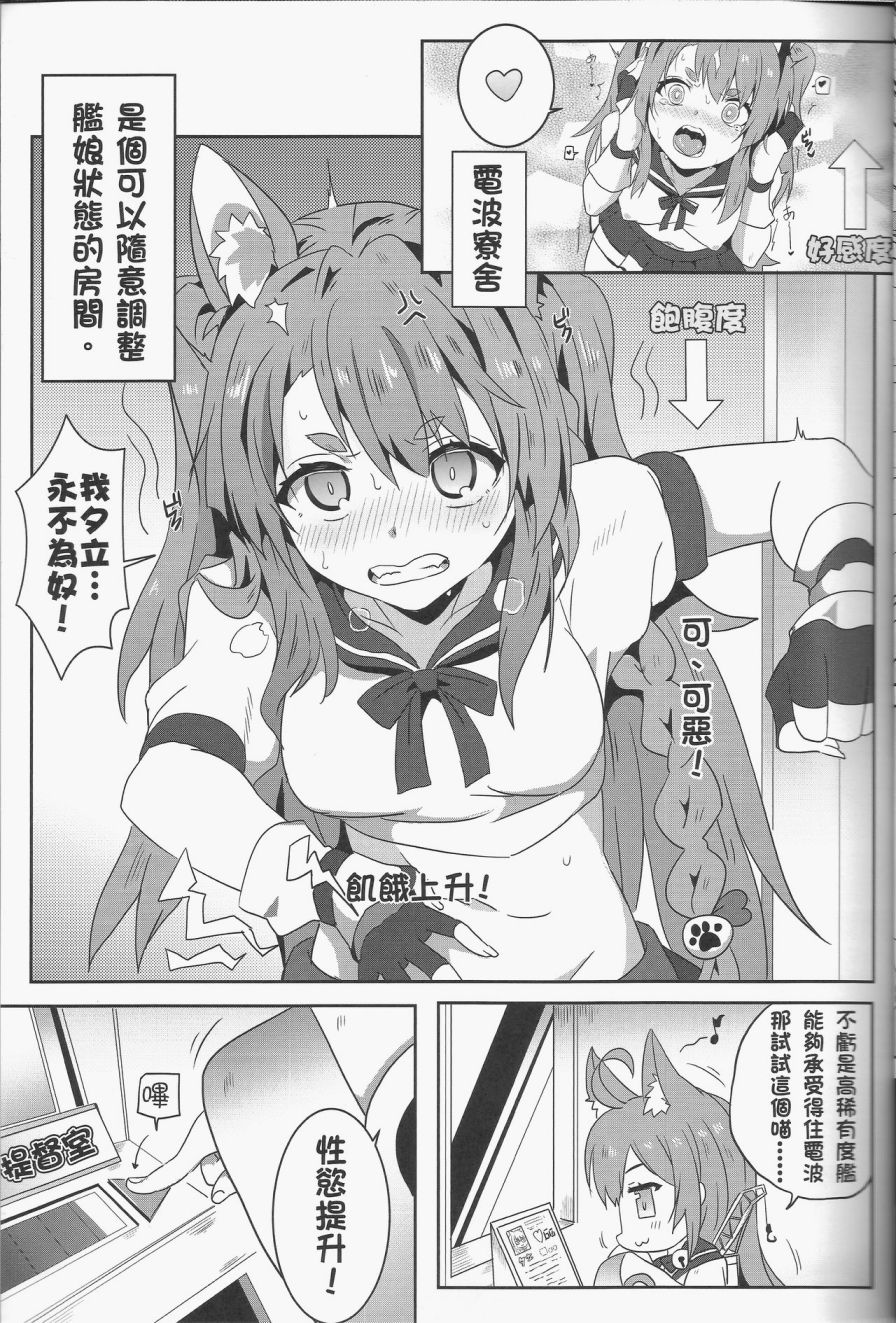 好感度
電波寮舍
是個可以隨意調整
艦娘狀態的房間。
飽腹度
可、可惡！
我夕立…
永不為奴！
飢餓上升！
不虧是高稀有度艦
能夠承受得住電波
那試試這個喵……
性慾提升！
嗶
提督室